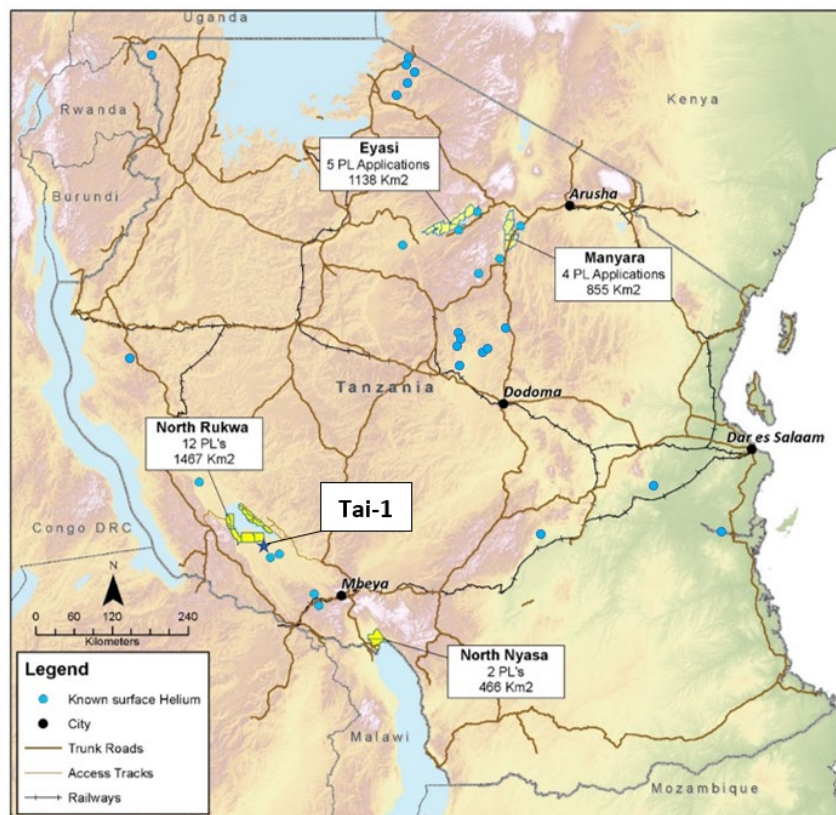 Uganda
Rwanda
Kenya
Eyasi
5 PL Applications
1138 Km2
Arusha
Burundi
Manyara
4 PL Applications
855 Km2
Tanzania
Dodoma
North Rukwa
12 PL's
1467 Km2
Dar es Salaam
Tai-1
Congo DRC
N
Mbeya
0 60 120 240
Kilometers
North Nyasa
2 PL's
466 Km2
Legend
Known surface Helium
City
Trunk Roads
Access Tracks
Railways
Malawi
Mozambique